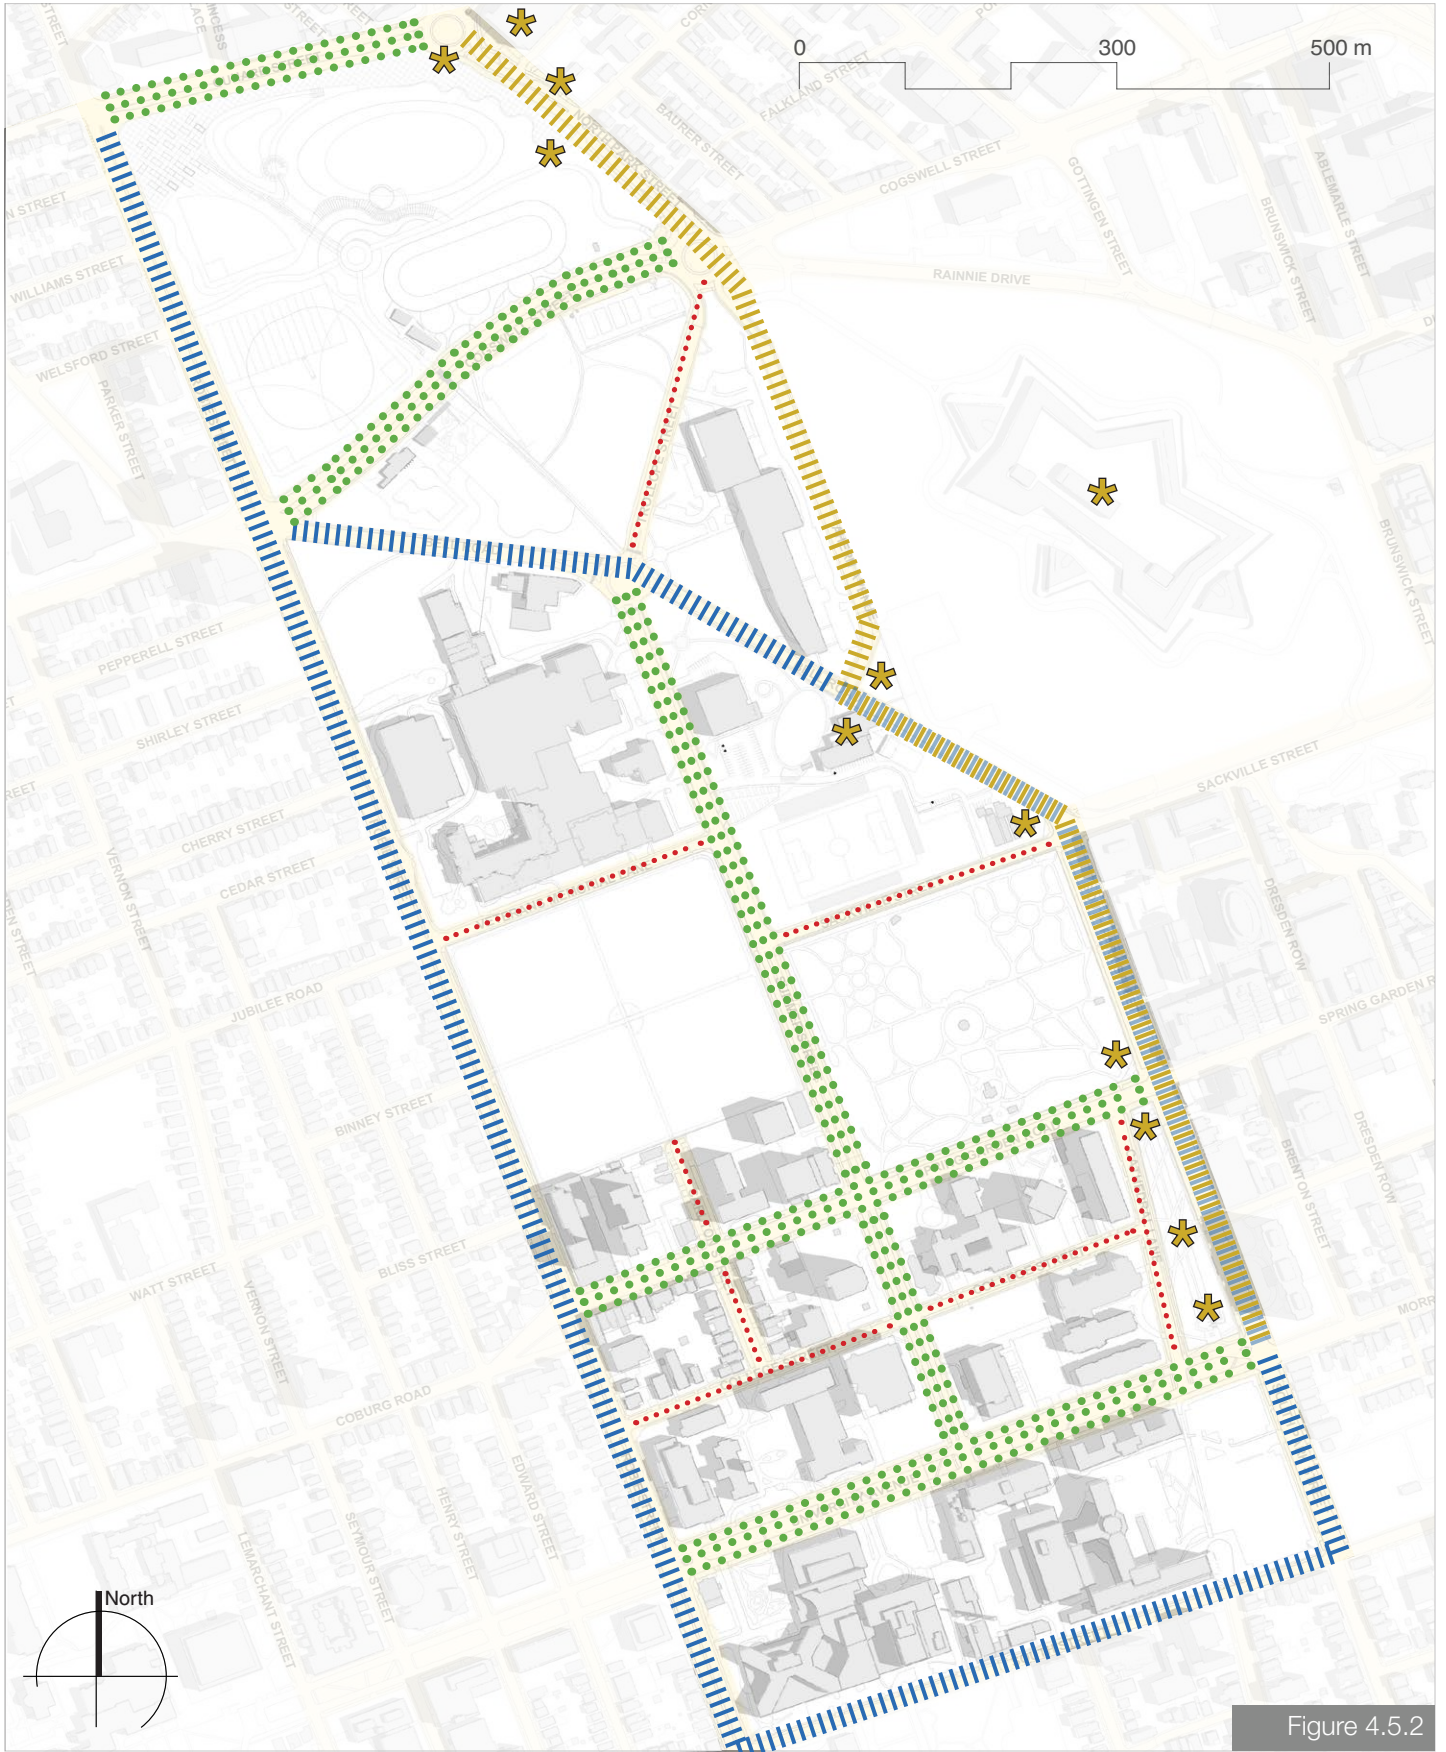 0 300 500 m
FALKLAND STREET
BAUER STREET
COGSWELL STREET
GOTTINGEN STREET
ABLEMARLE STREET
BRUNSWICK STREET
N STREET
WILLIAMS STREET
RAINNIE DRIVE
WELSFORD STREET
PARKER STREET
BRUNSWICK STREET
PEPPERELL STREET
SHIRLEY STREET
SACKVILLE STREET
CHERRY STREET
VERNON STREET
CEDAR STREET
DRESDEN ROW
JUBILEE ROAD
SPRING GARDEN R
BINNEY STREET
BRENTON STREET
DRESDEN ROW
BLISS STREET
WATT STREET
VERNON STREET
MORR
COBURG ROAD
EDWARD STREET
HENRY STREET
SEYMOUR STREET
LEMARCHANT STREET
North
Figure 4.5.2